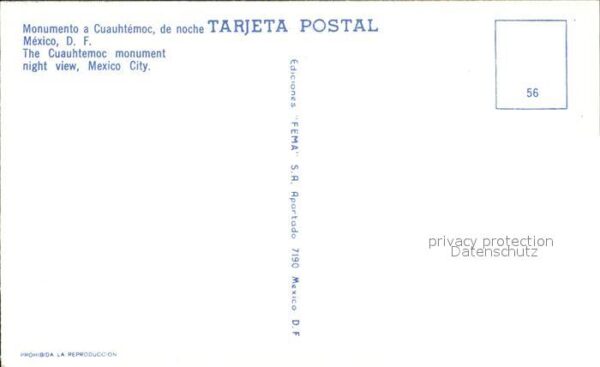 Monumento a Cuauhtémoc, de noche
México, D. F.
The Cuauhtemoc monument
night view, Mexico City.
TARJETA POSTAL
56
Ediciones "FEMA" S.A. Apartado 7190 Mexico D.F
privacy protection
Datenschutz
PROHIBIDA LA REPRODUCCION